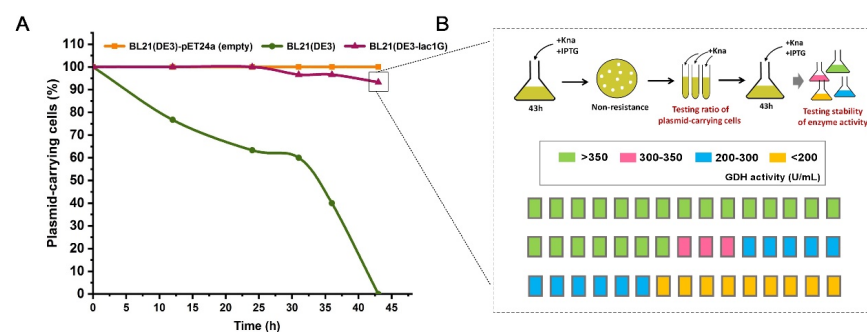 A
B
BL21(DE3)-pET24a (empty) BL21(DE3) BL21(DE3-lac1G)
Plasmid-carrying cells (%)
110
100
90
80
70
60
50
40
30
20
10
0
0 5 10 15 20 25 30 35 40 45
Time (h)
+Kna
+IPTG
+Kna
+Kna
+IPTG
43h
Non-resistance
Testing ratio of
plasmid-carrying cells
43h
Testing stability
of enzyme activity
>350 300-350 200-300 <200
GDH activity (U/mL)